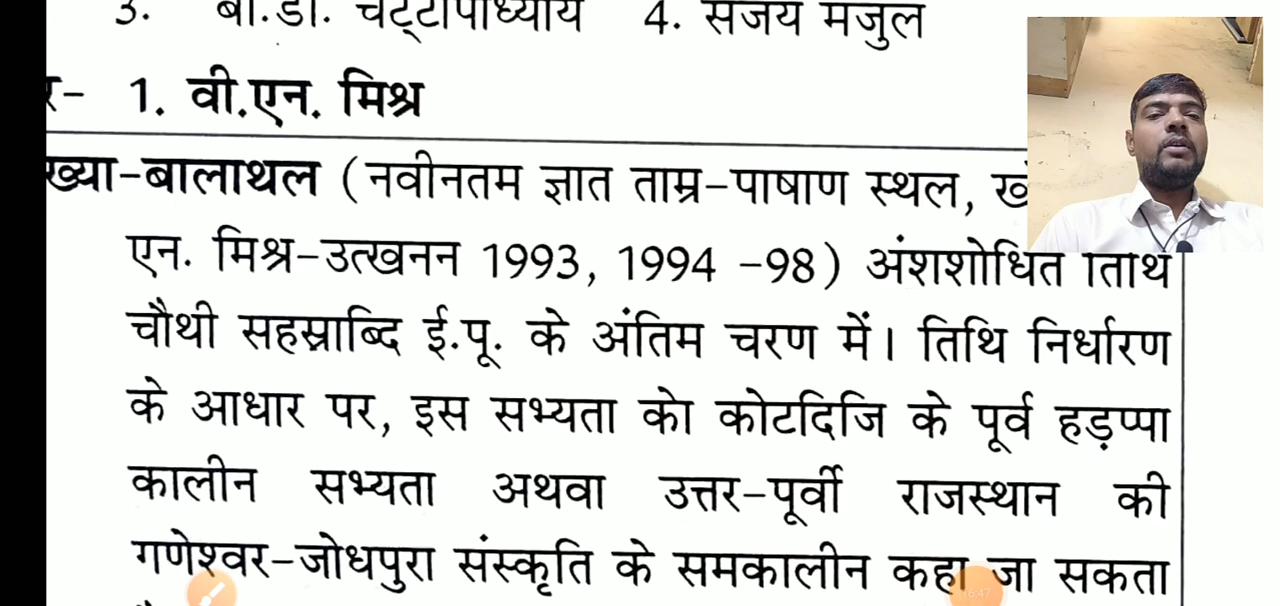 3. बी.डी. चट्टोपाध्याय 4. संजय मंजुल
र- 1. वी.एन. मिश्र
ख्या-बालाथल (नवीनतम ज्ञात ताम्र-पाषाण स्थल,
एन. मिश्र-उत्खनन 1993, 1994 -98) अंशशोधित तिथि
चौथी सहस्राब्दि ई.पू. के अंतिम चरण में। तिथि निर्धारण
के आधार पर, इस सभ्यता को कोटदिजि के पूर्व हड़प्पा
कालीन सभ्यता अथवा उत्तर-पूर्वी राजस्थान की
गणेश्वर-जोधपुरा संस्कृति के समकालीन कहा जा सकता
16:47